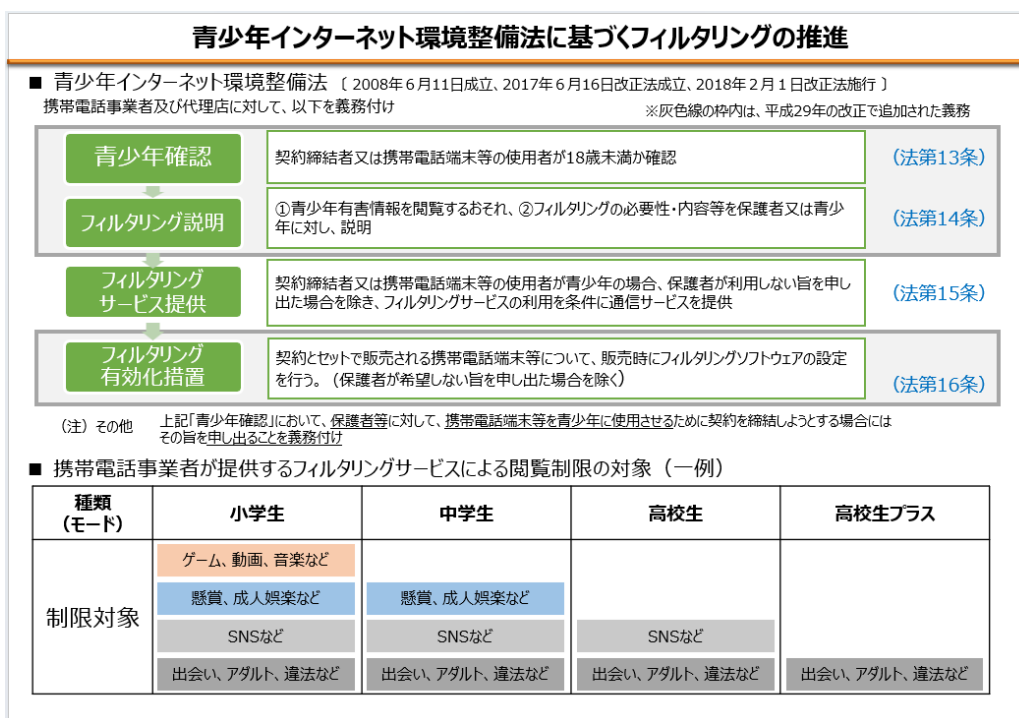 青少年インターネット環境整備法に基づくフィルタリングの推進
■ 青少年インターネット環境整備法 〔 2008年6月11日成立、2017年6月16日改正法成立、2018年2月1日改正法施行 〕
携帯電話事業者及び代理店に対して、以下を義務付け
※灰色線の枠内は、平成29年の改正で追加された義務
青少年確認
契約締結者又は携帯電話端末等の使用者が18歳未満か確認
(法第13条)
フィルタリング説明
①青少年有害情報を閲覧するおそれ、②フィルタリングの必要性・内容等を保護者又は青少
年に対し、説明
(法第14条)
フィルタリング
サービス提供
契約締結者又は携帯電話端末等の使用者が青少年の場合、保護者が利用しない旨を申し
出た場合を除き、フィルタリングサービスの利用を条件に通信サービスを提供
(法第15条)
フィルタリング
有効化措置
契約とセットで販売される携帯電話端末等について、販売時にフィルタリングソフトウェアの設定
を行う。(保護者が希望しない旨を申し出た場合を除く)
(法第16条)
(注) その他
上記「青少年確認」において、保護者等に対して、携帯電話端末等を青少年に使用させるために契約を締結しようとする場合には
その旨を申し出ることを義務付け
■ 携帯電話事業者が提供するフィルタリングサービスによる閲覧制限の対象(一例)
種類
(モード)
小学生
中学生
高校生
高校生プラス
制限対象
ゲーム、動画、音楽など
懸賞、成人娯楽など
懸賞、成人娯楽など
SNSなど
SNSなど
SNSなど
出会い、アダルト、違法など
出会い、アダルト、違法など
出会い、アダルト、違法など
出会い、アダルト、違法など